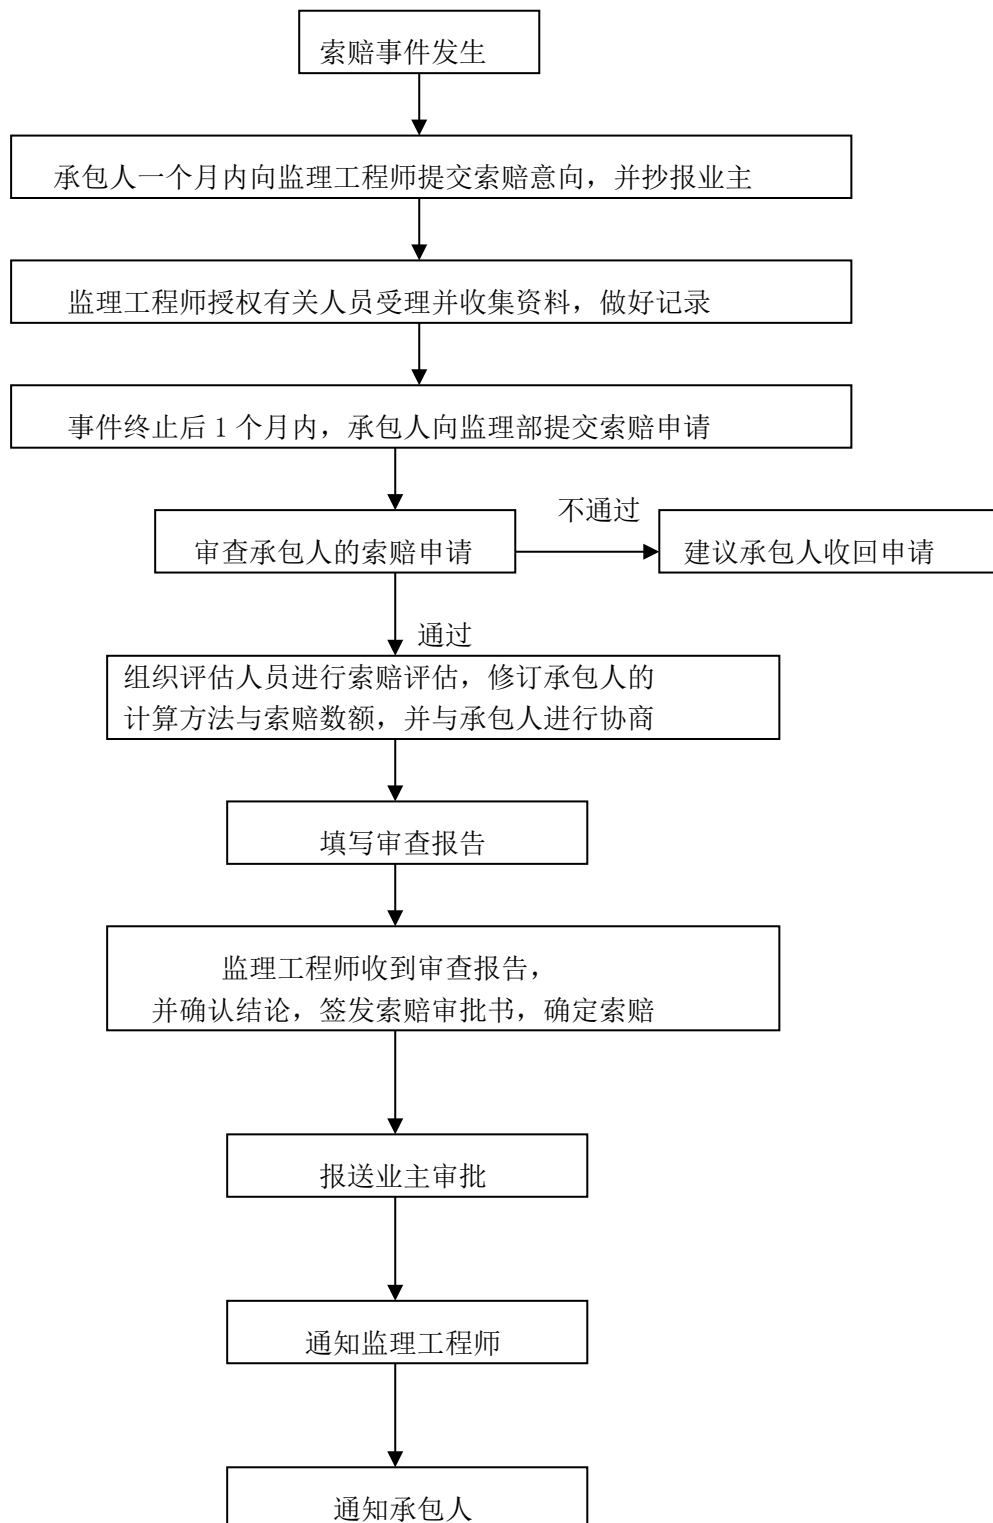 索赔事件发生
承包人一个月内向监理工程师提交索赔意向，并抄报业主
监理工程师授权有关人员受理并收集资料，做好记录
事件终止后 1 个月内，承包人向监理部提交索赔申请
不通过
审查承包人的索赔申请
建议承包人收回申请
通过
组织评估人员进行索赔评估，修订承包人的
计算方法与索赔数额，并与承包人进行协商
填写审查报告
监理工程师收到审查报告，
并确认结论，签发索赔审批书，确定索赔
报送业主审批
通知监理工程师
通知承包人